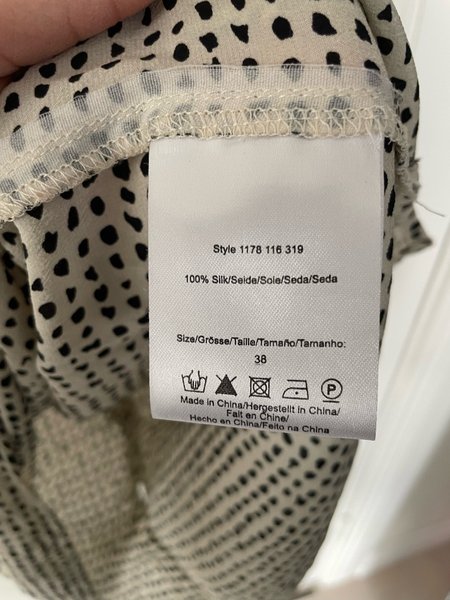 Style 1178 116 319
100% Silk/Seide/Soie/Seda/Seda
Size/Grösse/Taille/Tamaño/Tamanho:
38
P
Made in China/Hergestellt in China/
Fait en Chine/
Hecho en China/Feito na China